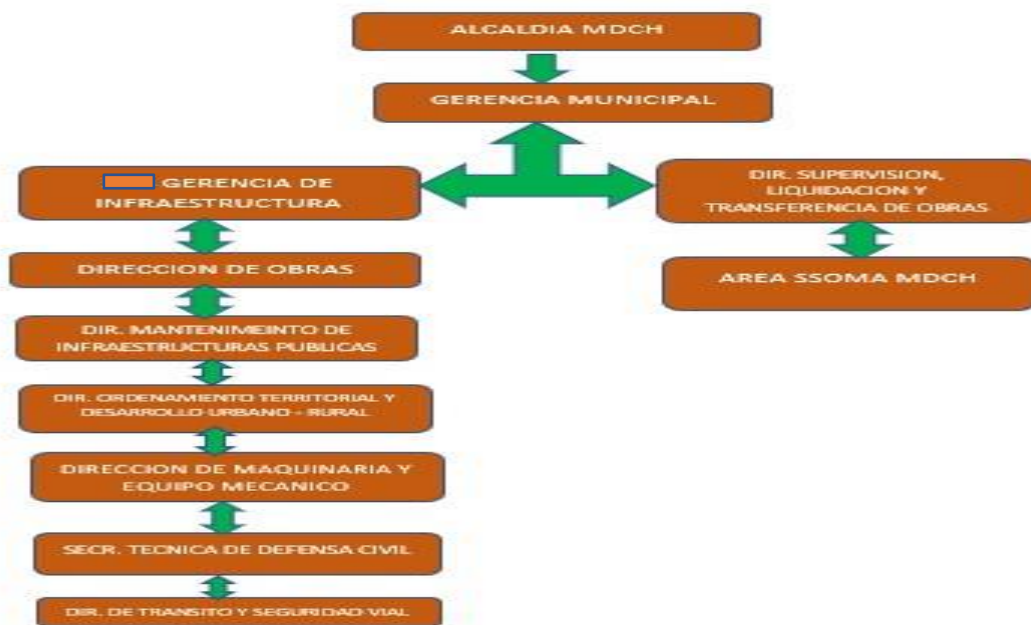 ALCALDIA MDCH
GERENCIA MUNICIPAL
GERENCIA DE
INFRAESTRUCTURA
DIR. SUPERVISION,
LIQUIDACION Y
TRANSFERENCIA DE OBRAS
DIRECCION DE OBRAS
AREA SSOMA MDCH
DIR. MANTENIMEINTO DE
INFRAESTRUCTURAS PUBLICAS
DIR. ORDENAMIENTO TERRITORIAL Y
DESARROLLO URBANO - RURAL
DIRECCION DE MAQUINARIA Y
EQUIPO MECANICO
SECR. TECNICA DE DEFENSA CIVIL
DIR. DE TRANSITO Y SEGURIDAD VIAL